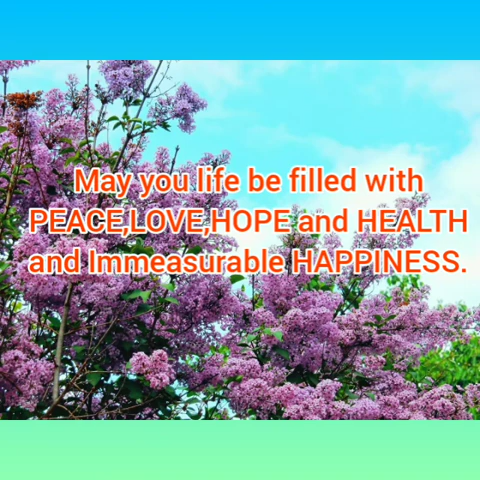 May you life be filled with
PEACE,LOVE,HOPE and HEALTH
and Immeasurable HAPPINESS.